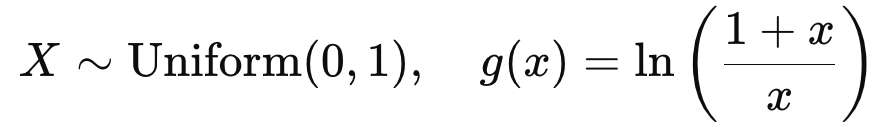 X ∼ Uniform(0, 1), g(x) = ln((1 + x)/x)